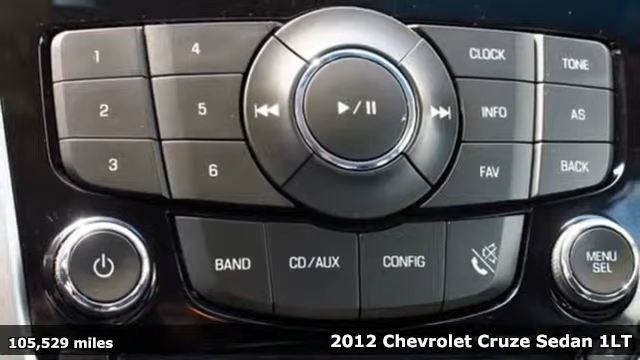 1 4 CLOCK TONE
2 5 INFO AS
3 6 FAV BACK
BAND CD/AUX CONFIG MENU
SEL
105,529 miles 2012 Chevrolet Cruze Sedan 1LT